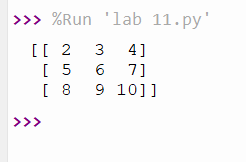 >>> %Run 'lab 11.py'
[[ 2 3 4]
[ 5 6 7]
[ 8 9 10]]
>>>